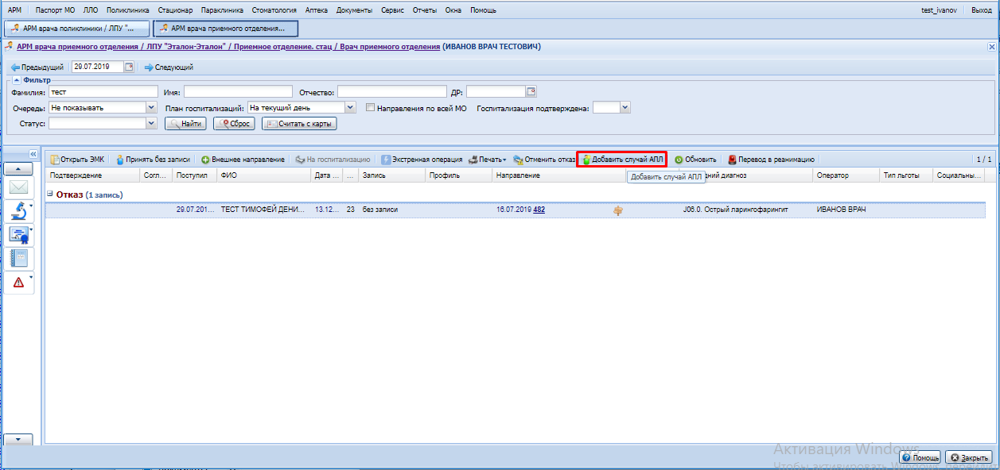 АРМ Паспорт МО ЛЛО Поликлиника Стационар Параклиника Стоматология Аптека Документы Сервис Отчеты Окна Помощь test_ivanov Выход
АРМ врача поликлиники / ЛПУ "... АРМ врача приемного отделения...
АРМ врача приемного отделения / ЛПУ "Эталон-Эталон" / Приемное отделение. стац / Врач приемного отделения (ИВАНОВ ВРАЧ ТЕСТОВИЧ)
Предыдущий 29.07.2019 Следующий
Фильтр
Фамилия: тест Имя: Отчество: ДР:
Очередь: Не показывать План госпитализаций: На текущий день Направления по всей МО Госпитализация подтверждена:
Статус: Найти Сброс Считать с карты
Открыть ЭМК Принять без записи Внешнее направление На госпитализацию Экстренная операция Печать Отменить отказ Добавить случай АПЛ Обновить Перевод в реанимацию 1 / 1
Подтверждение Согл... Поступил ФИО Дата ... ... Запись Профиль Направление Добавить случай АПЛ диагноз Оператор Тип льготы Социальны...
Отказ (1 запись)
29.07.201... ТЕСТ ТИМОФЕЙ ДЕНИ... 13.12... 23 без записи 16.07.2019 482 J06.0. Острый ларингофарингит ИВАНОВ ВРАЧ
Активация Windows
Помощь Закрыть
Чтобы активировать Windows, перейдит